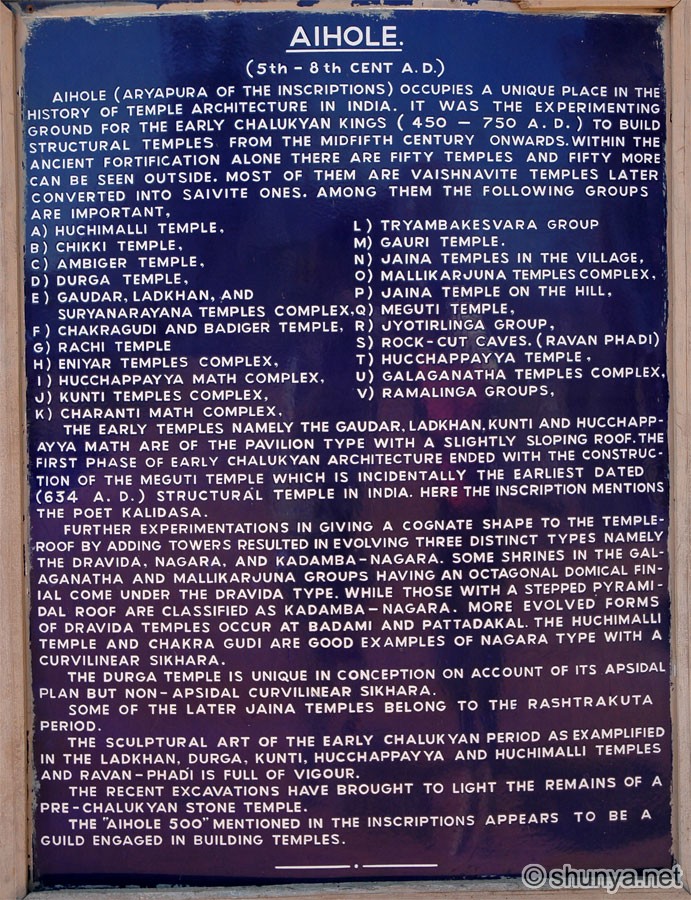 AIHOLE.
(5th - 8th CENT A.D.)
AIHOLE (ARYAPURA OF THE INSCRIPTIONS) OCCUPIES A UNIQUE PLACE IN THE
HISTORY OF TEMPLE ARCHITECTURE IN INDIA. IT WAS THE EXPERIMENTING
GROUND FOR THE EARLY CHALUKYAN KINGS ( 450 — 750 A. D. ) TO BUILD
STRUCTURAL TEMPLES FROM THE MIDFIFTH CENTURY ONWARDS. WITHIN THE
ANCIENT FORTIFICATION ALONE THERE ARE FIFTY TEMPLES AND FIFTY MORE
CAN BE SEEN OUTSIDE. MOST OF THEM ARE VAISHNAVITE TEMPLES LATER
CONVERTED INTO SAIVITE ONES. AMONG THEM THE FOLLOWING GROUPS
ARE IMPORTANT,
A) HUCHIMALLI TEMPLE,
B) CHIKKI TEMPLE,
C) AMBIGER TEMPLE,
D) DURGA TEMPLE,
E) GAUDAR, LADKHAN, AND
SURYANARAYANA TEMPLES COMPLEX,
F) CHAKRAGUDI AND BADIGER TEMPLE,
G) RACHI TEMPLE
H) ENIYAR TEMPLES COMPLEX,
I) HUCCHAPPAYYA MATH COMPLEX,
J) KUNTI TEMPLES COMPLEX,
K) CHARANTI MATH COMPLEX.
L) TRYAMBAKESVARA GROUP
M) GAURI TEMPLE.
N) JAINA TEMPLES IN THE VILLAGE,
O) MALLIKARJUNA TEMPLES COMPLEX,
P) JAINA TEMPLE ON THE HILL,
Q) MEGUTI TEMPLE,
R) JYOTIRLINGA GROUP,
S) ROCK-CUT CAVES. (RAVAN PHADI)
T) HUCCHAPPAYYA TEMPLE,
U) GALAGANATHA TEMPLES COMPLEX,
V) RAMALINGA GROUPS,
THE EARLY TEMPLES NAMELY THE GAUDAR, LADKHAN, KUNTI AND HUCCHAPP-
AYYA MATH ARE OF THE PAVILION TYPE WITH A SLIGHTLY SLOPING ROOF. THE
FIRST PHASE OF EARLY CHALUKYAN ARCHITECTURE ENDED WITH THE CONSTRUC-
TION OF THE MEGUTI TEMPLE WHICH IS INCIDENTALLY THE EARLIEST DATED
(634 A. D.) STRUCTURAL TEMPLE IN INDIA. HERE THE INSCRIPTION MENTIONS
THE POET KALIDASA.
FURTHER EXPERIMENTATIONS IN GIVING A COGNATE SHAPE TO THE TEMPLE-
ROOF BY ADDING TOWERS RESULTED IN EVOLVING THREE DISTINCT TYPES NAMELY
THE DRAVIDA, NAGARA, AND KADAMBA-NAGARA. SOME SHRINES IN THE GAL-
AGANATHA AND MALLIKARJUNA GROUPS HAVING AN OCTAGONAL DOMICAL FIN-
IAL COME UNDER THE DRAVIDA TYPE. WHILE THOSE WITH A STEPPED PYRAMI-
DAL ROOF ARE CLASSIFIED AS KADAMBA-NAGARA. MORE EVOLVED FORMS
OF DRAVIDA TEMPLES OCCUR AT BADAMI AND PATTADAKAL. THE HUCHIMALLI
TEMPLE AND CHAKRA GUDI ARE GOOD EXAMPLES OF NAGARA TYPE WITH A
CURVILINEAR SIKHARA.
THE DURGA TEMPLE IS UNIQUE IN CONCEPTION ON ACCOUNT OF ITS APSIDAL
PLAN BUT NON-APSIDAL CURVILINEAR SIKHARA.
SOME OF THE LATER JAINA TEMPLES BELONG TO THE RASHTRAKUTA
PERIOD.
THE SCULPTURAL ART OF THE EARLY CHALUKYAN PERIOD AS EXAMPLIFIED
IN THE LADKHAN, DURGA, KUNTI, HUCCHAPPAYYA AND HUCHIMALLI TEMPLES
AND RAVAN-PHADI IS FULL OF VIGOUR.
THE RECENT EXCAVATIONS HAVE BROUGHT TO LIGHT THE REMAINS OF A
PRE-CHALUKYAN STONE TEMPLE.
THE "AIHOLE 500" MENTIONED IN THE INSCRIPTIONS APPEARS TO BE A
GUILD ENGAGED IN BUILDING TEMPLES.
© shunya.net